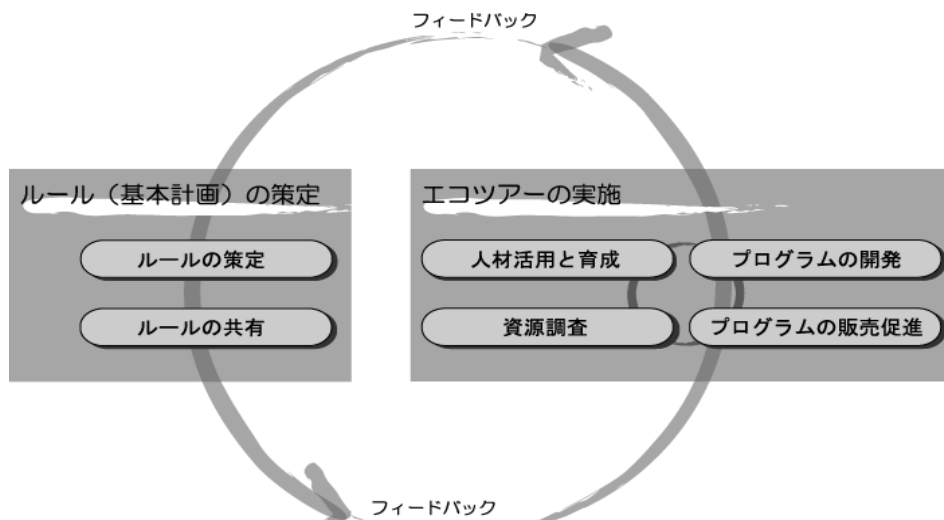 フィードバック
ルール（基本計画）の策定
ルールの策定
ルールの共有
エコツアーの実施
人材活用と育成
プログラムの開発
資源調査
プログラムの販売促進
フィードバック